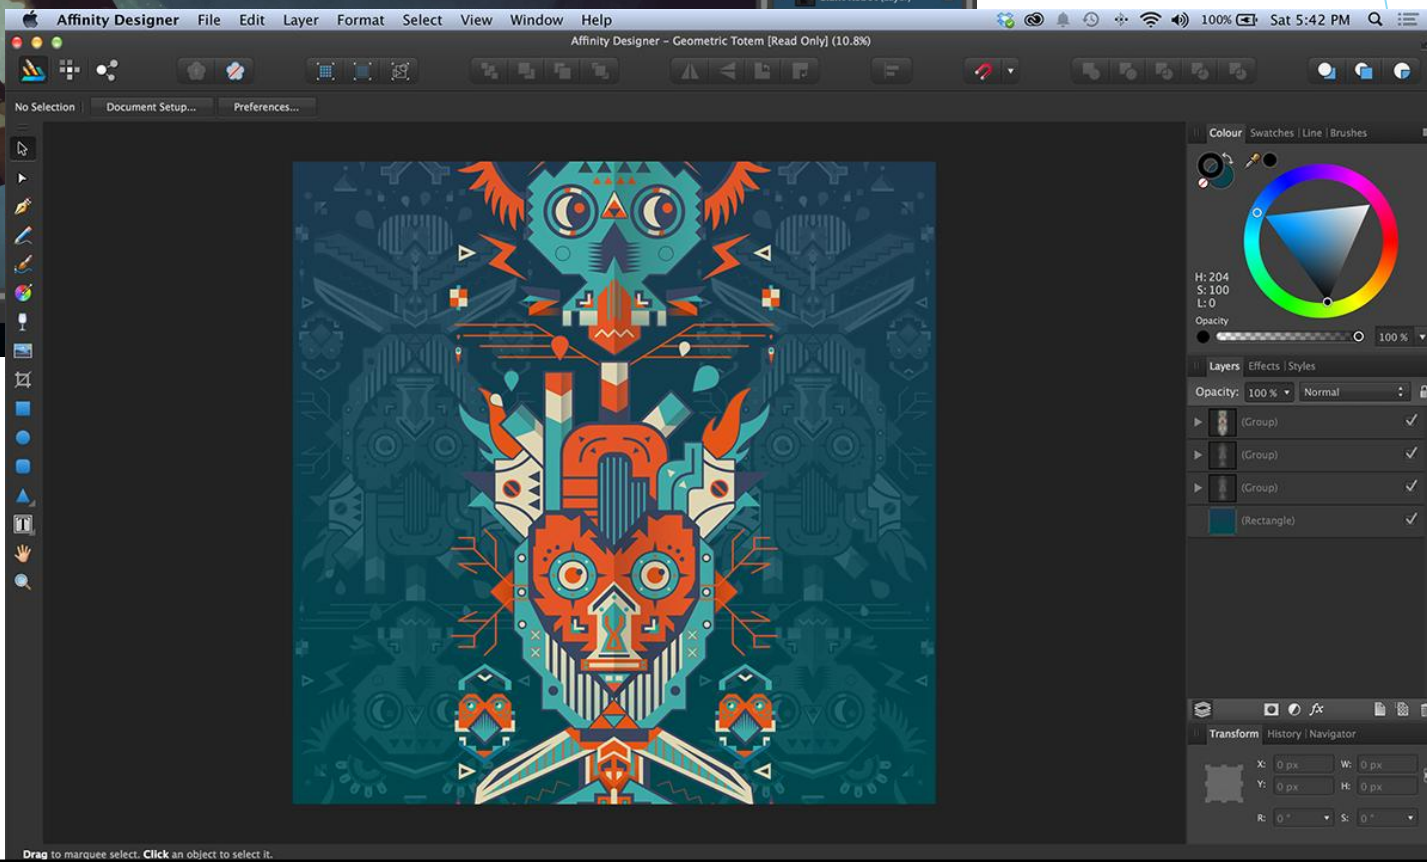 Affinity Designer File Edit Layer Format Select View Window Help 100% Sat 5:42 PM
Affinity Designer – Geometric Totem [Read Only] (10.8%)
No Selection Document Setup... Preferences...
Colour Swatches | Line | Brushes
H: 204
S: 100
L: 0
Opacity
100 %
Layers Effects | Styles
Opacity: 100 % Normal
(Group)
(Group)
(Group)
(Rectangle)
fx
Transform History | Navigator
X: 0 px W: 0 px
Y: 0 px H: 0 px
R: 0 ° S: 0 °
Drag to marquee select. Click an object to select it.